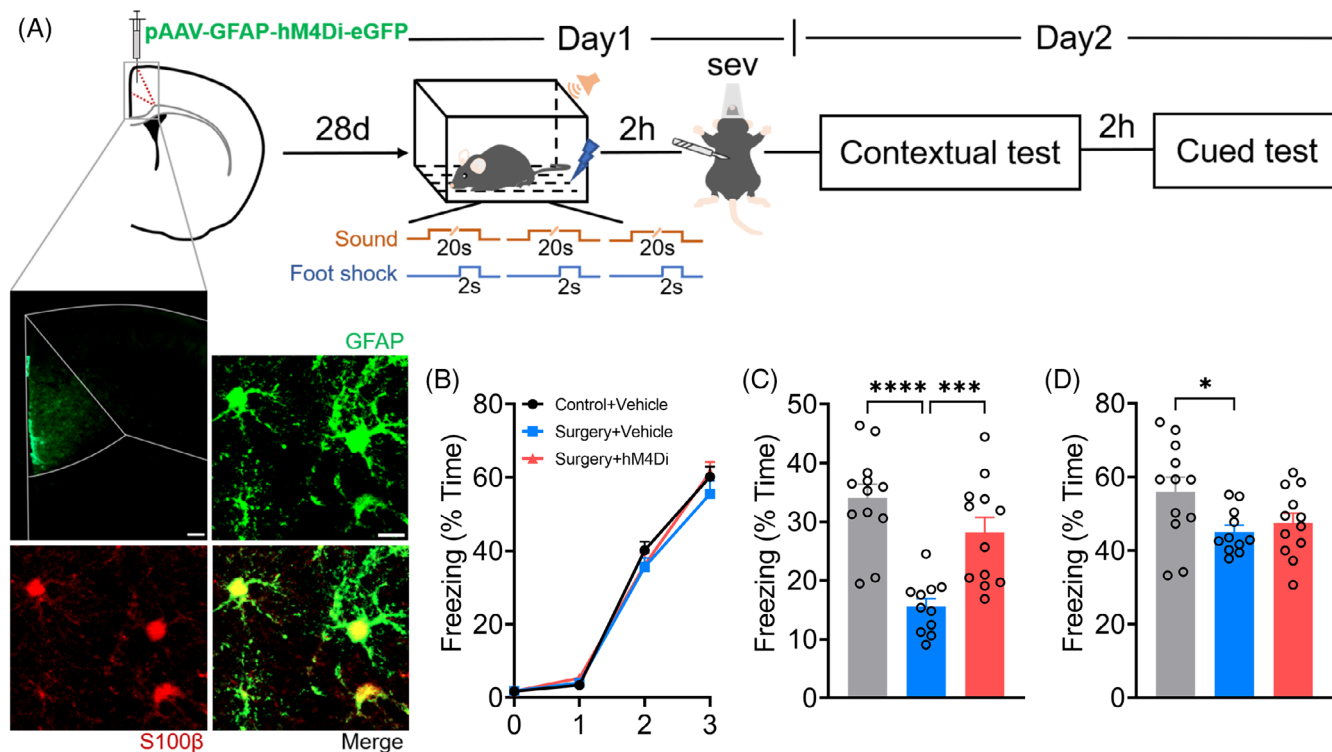 (A)
pAAV-GFAP-hM4Di-eGFP
Day1
Day2
sev
28d
2h
Contextual test
2h
Cued test
Sound
20s
20s
20s
Foot shock
2s
2s
2s
GFAP
S100β
Merge
(B)
Freezing (% Time)
80
60
40
20
0
0
1
2
3
Control+Vehicle
Surgery+Vehicle
Surgery+hM4Di
(C)
Freezing (% Time)
50
40
30
20
10
0
****
***
(D)
Freezing (% Time)
80
60
40
20
0
*